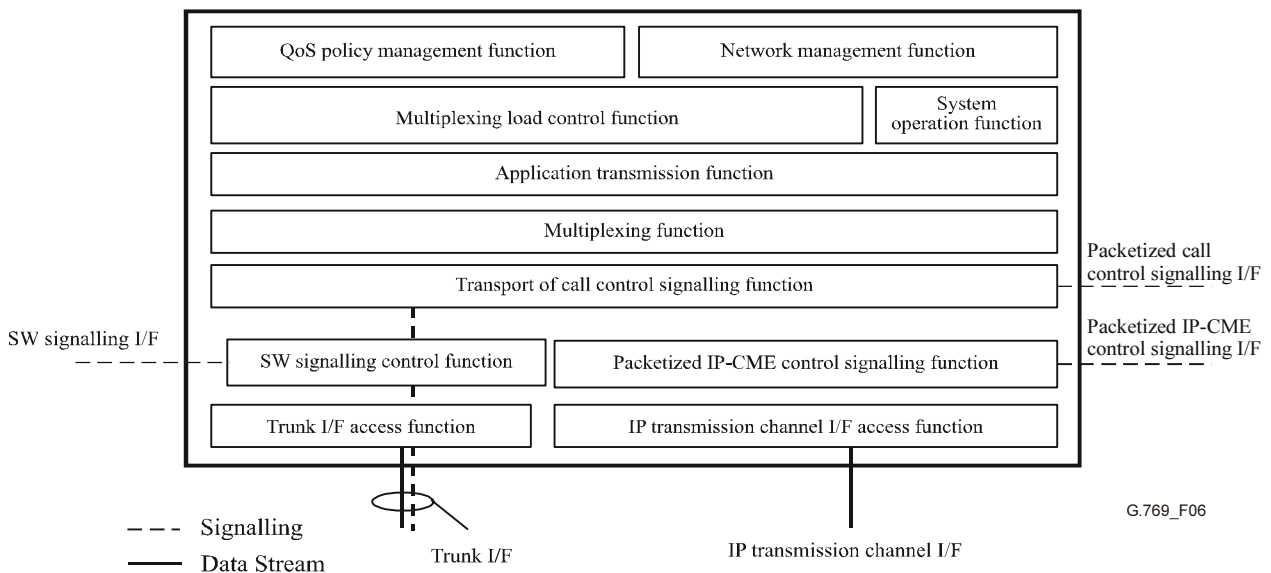 QoS policy management function
Network management function
Multiplexing load control function
System
operation function
Application transmission function
Multiplexing function
Transport of call control signalling function
Packetized call
control signalling I/F
SW signalling I/F
SW signalling control function
Packetized IP-CME control signalling function
Packetized IP-CME
control signalling I/F
Trunk I/F access function
IP transmission channel I/F access function
Signalling
Data Stream
Trunk I/F
IP transmission channel I/F
G.769_F06